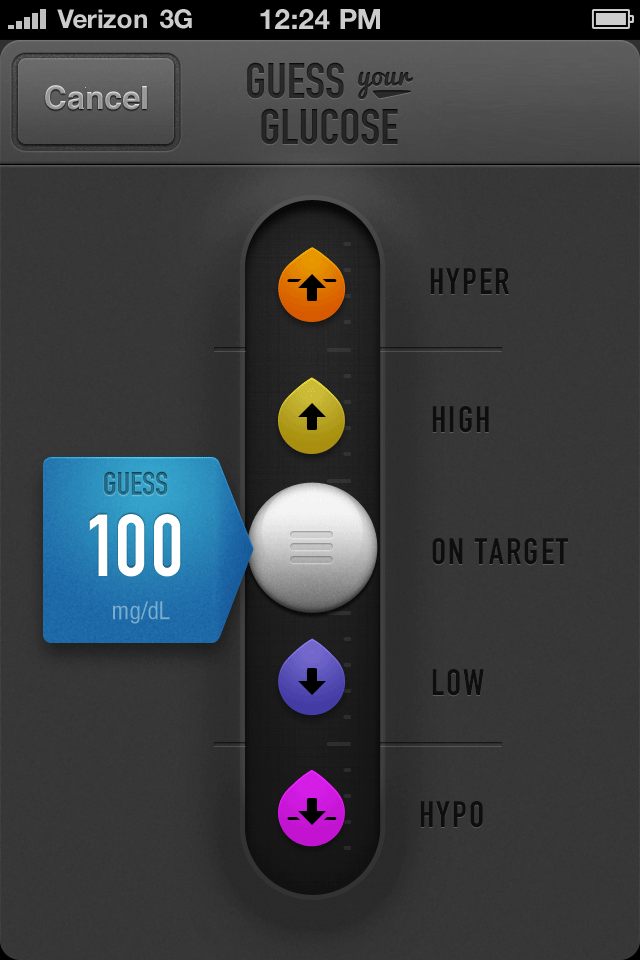 Verizon 3G 12:24 PM
Cancel
GUESS your
GLUCOSE
HYPER
HIGH
GUESS
100
mg/dL
ON TARGET
LOW
HYPO